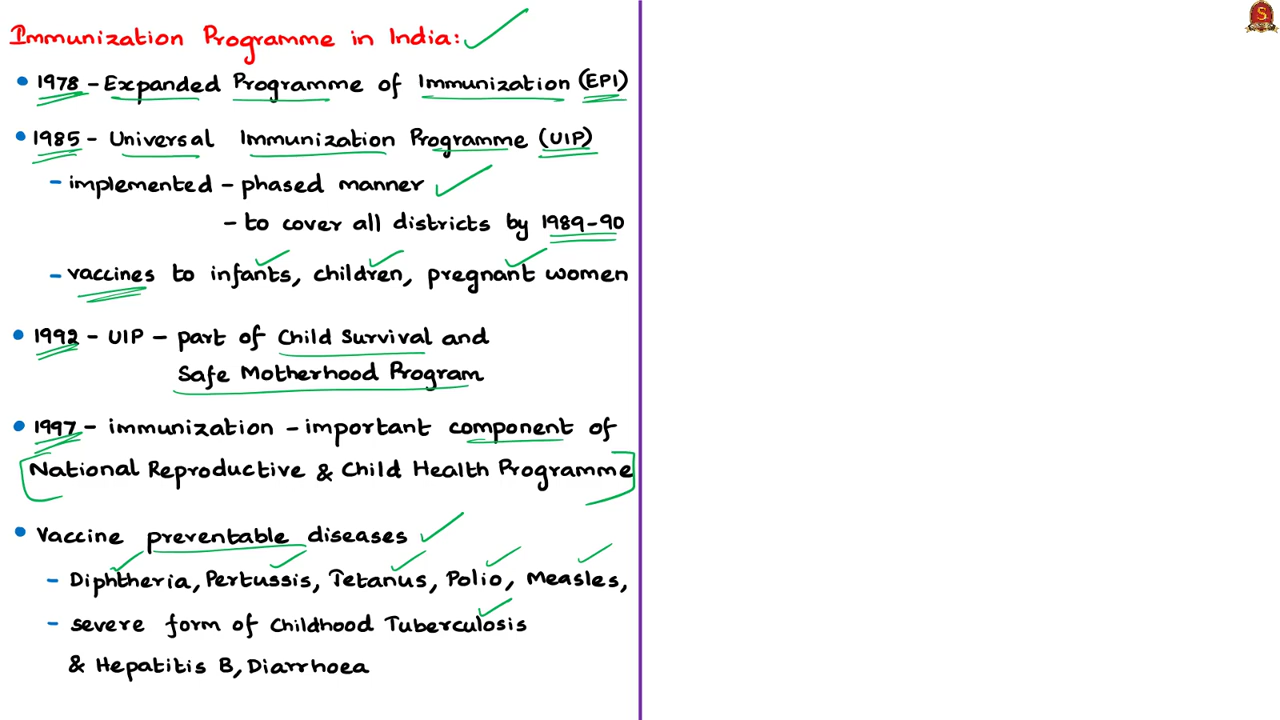 Immunization Programme in India:
• 1978 - Expanded Programme of Immunization (EPI)
• 1985 - Universal Immunization Programme (UIP)
- implemented - phased manner
- to cover all districts by 1989-90
- vaccines to infants, children, pregnant women
• 1992 - UIP - part of Child Survival and
Safe Motherhood Program
• 1997 - immunization - important component of
National Reproductive & Child Health Programme
• Vaccine preventable diseases
- Diphtheria, Pertussis, Tetanus, Polio, Measles,
- severe form of Childhood Tuberculosis
& Hepatitis B, Diarrhoea
S